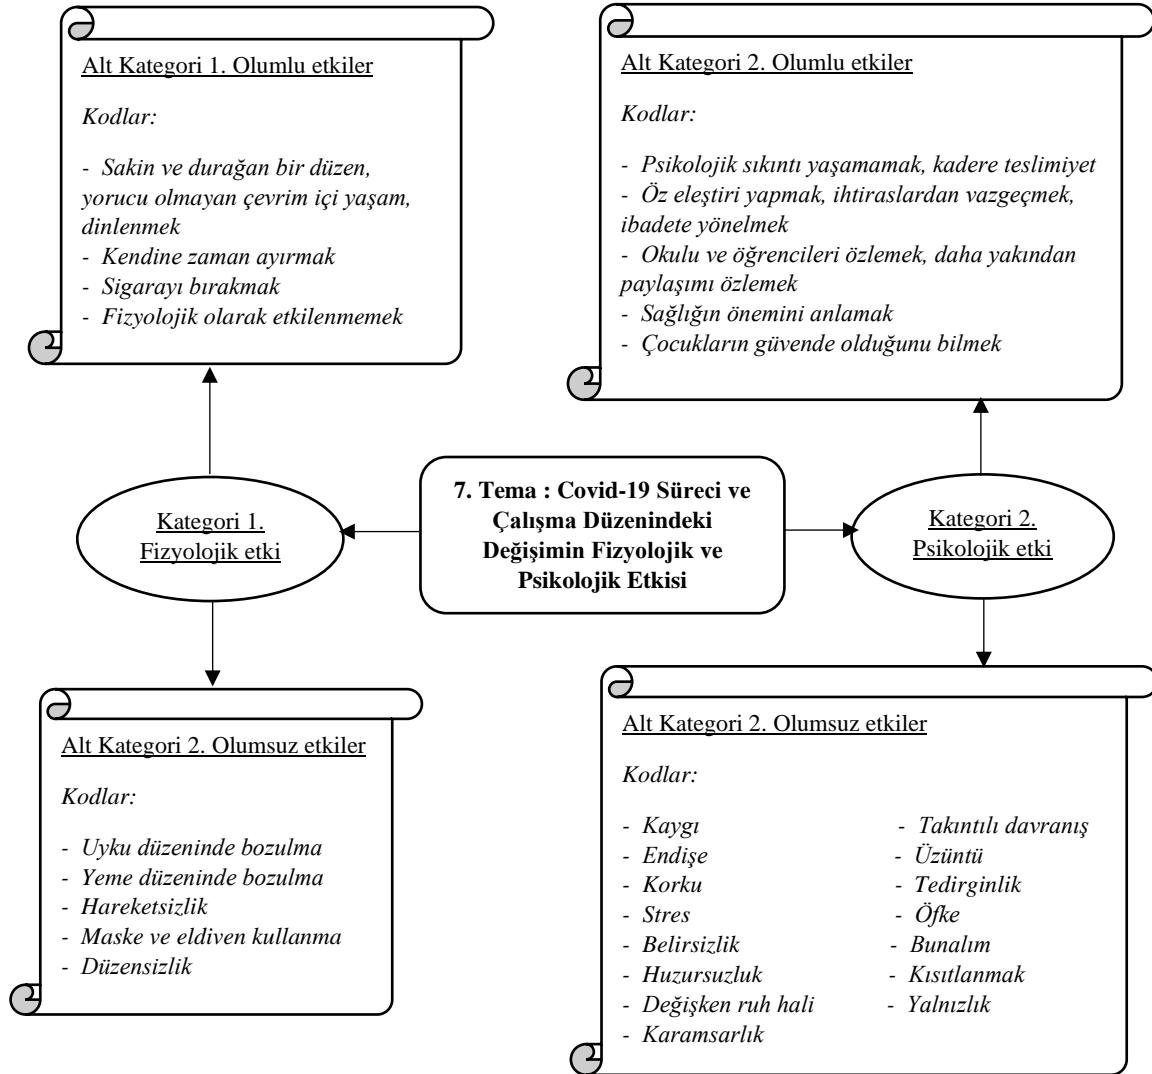 Alt Kategori 1. Olumlu etkiler
Kodlar:
- Sakin ve durağan bir düzen,
yorucu olmayan çevrim içi yaşam,
dinlenmek
- Kendine zaman ayırmak
- Sigarayı bırakmak
- Fizyolojik olarak etkilenmemek
Alt Kategori 2. Olumlu etkiler
Kodlar:
- Psikolojik sıkıntı yaşamamak, kadere teslimiyet
- Öz eleştiri yapmak, ihtiraslardan vazgeçmek,
ibadete yönelmek
- Okulu ve öğrencileri özlemek, daha yakından
paylaşımı özlemek
- Sağlığın önemini anlamak
- Çocukların güvende olduğunu bilmek
Kategori 1.
Fizyolojik etki
7. Tema : Covid-19 Süreci ve
Çalışma Düzenindeki
Değişimin Fizyolojik ve
Psikolojik Etkisi
Kategori 2.
Psikolojik etki
Alt Kategori 2. Olumsuz etkiler
Kodlar:
- Uyku düzeninde bozulma
- Yeme düzeninde bozulma
- Hareketsizlik
- Maske ve eldiven kullanma
- Düzensizlik
Alt Kategori 2. Olumsuz etkiler
Kodlar:
- Kaygı - Takıntılı davranış
- Endişe - Üzüntü
- Korku - Tedirginlik
- Stres - Öfke
- Belirsizlik - Bunalım
- Huzursuzluk - Kısıtlanmak
- Değişken ruh hali - Yalnızlık
- Karamsarlık